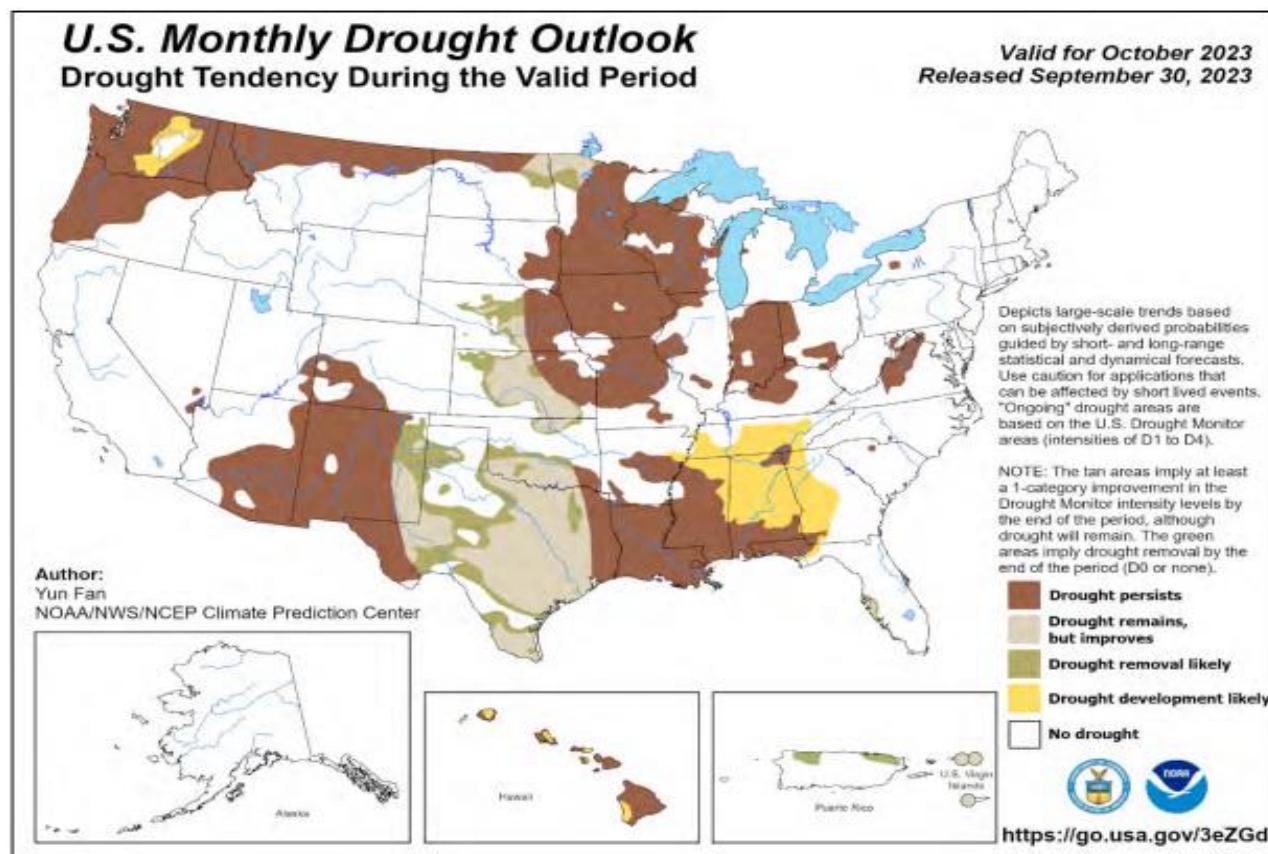 U.S. Monthly Drought Outlook
Drought Tendency During the Valid Period
Valid for October 2023
Released September 30, 2023
Depicts large-scale trends based
on subjectively derived probabilities
guided by short- and long-range
statistical and dynamical forecasts.
Use caution for applications that
can be affected by short lived events.
"Ongoing" drought areas are
based on the U.S. Drought Monitor
areas (intensities of D1 to D4).
NOTE: The tan areas imply at least
a 1-category improvement in the
Drought Monitor intensity levels by
the end of the period, although
drought will remain. The green
areas imply drought removal by the
end of the period (D0 or none).
Author:
Yun Fan
NOAA/NWS/NCEP Climate Prediction Center
Drought persists
Drought remains,
but improves
Drought removal likely
Drought development likely
No drought
Alaska
Hawaii
Puerto Rico
U.S. Virgin
Islands
NOAA
https://go.usa.gov/3eZGd